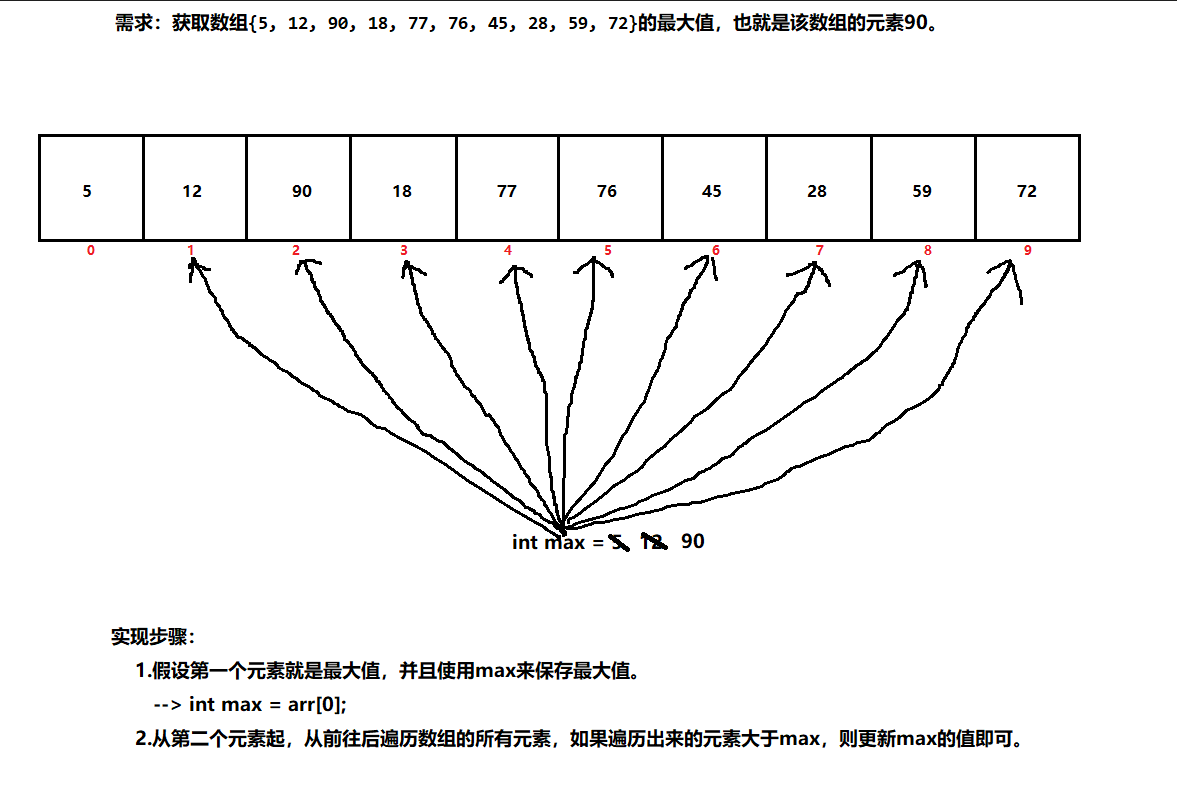 需求：获取数组{5，12，90，18，77，76，45，28，59，72}的最大值，也就是该数组的元素90。
5 12 90 18 77 76 45 28 59 72
0 1 2 3 4 5 6 7 8 9
int max = 5 12 90
实现步骤：
1.假设第一个元素就是最大值，并且使用max来保存最大值。
--> int max = arr[0];
2.从第二个元素起，从前往后遍历数组的所有元素，如果遍历出来的元素大于max，则更新max的值即可。